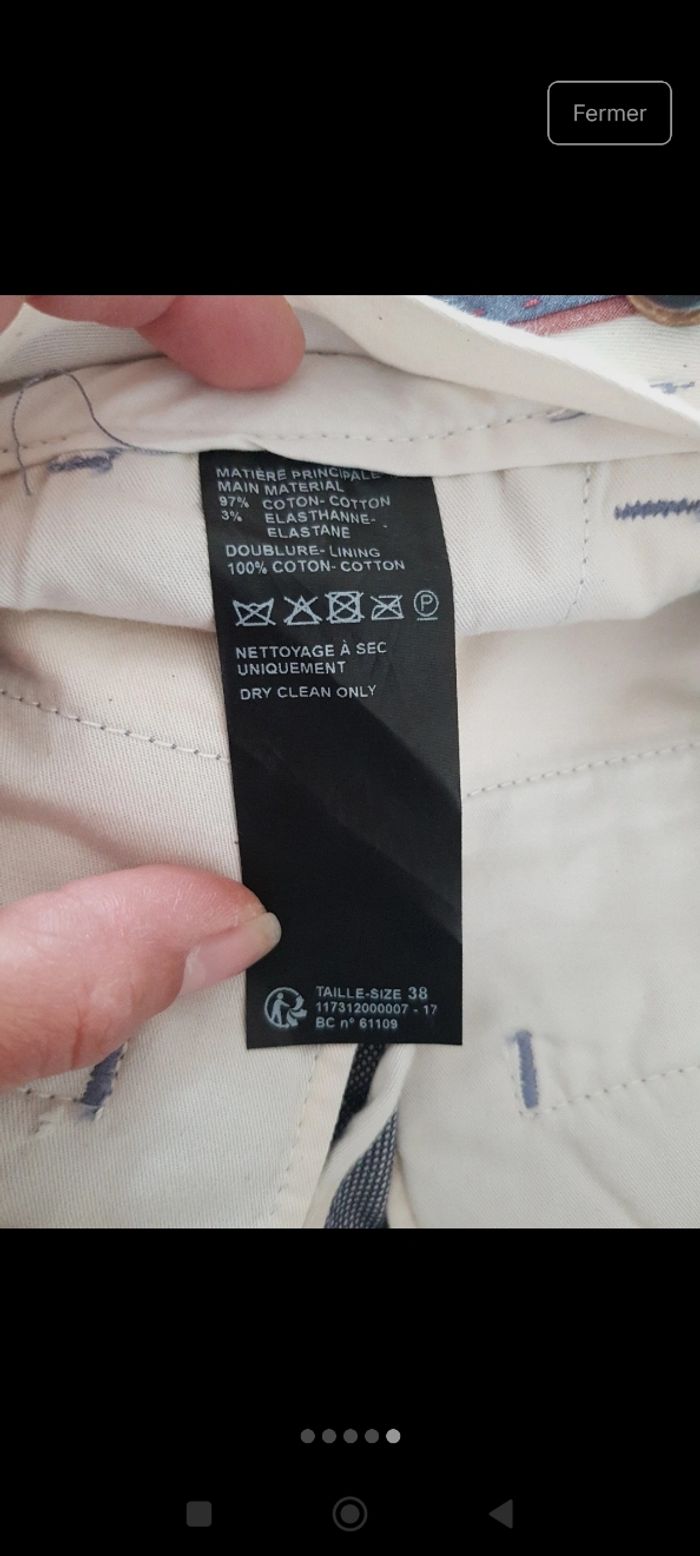 Fermer
MATIÈRE PRINCIPALE
MAIN MATERIAL
97% COTON- COTTON
3% ELASTHANNE-
ELASTANE
DOUBLURE- LINING
100% COTON- COTTON
P
NETTOYAGE À SEC
UNIQUEMENT
DRY CLEAN ONLY
TAILLE-SIZE 38
117312000007 - 17
BC n° 61109